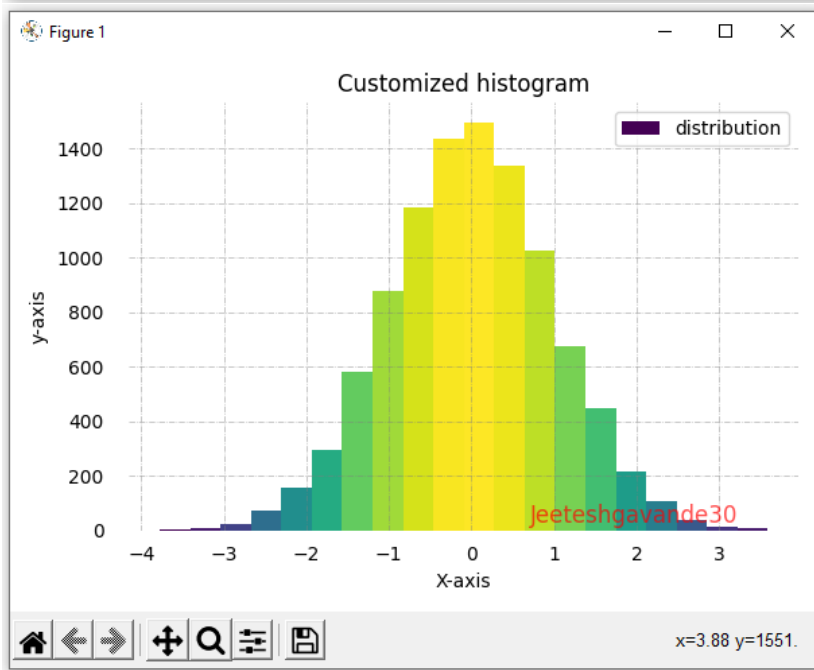 Figure 1
Customized histogram
distribution
1400
1200
1000
800
600
400
200
0
y-axis
Jeeteshgavande30
−4 −3 −2 −1 0 1 2 3
X-axis
x=3.88 y=1551.